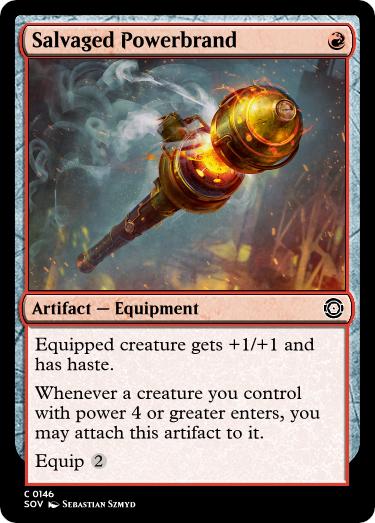 Salvaged Powerbrand
Artifact — Equipment
Equipped creature gets +1/+1 and
has haste.
Whenever a creature you control
with power 4 or greater enters, you
may attach this artifact to it.
Equip 2
C 0146
SOV Sebastian Szmyd